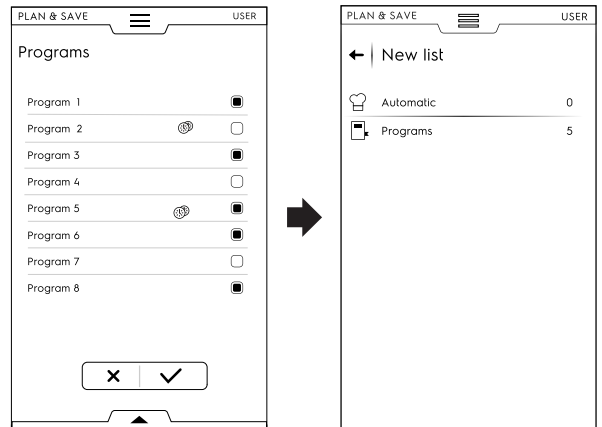 PLAN & SAVE USER
Programs
Program 1
Program 2
Program 3
Program 4
Program 5
Program 6
Program 7
Program 8
PLAN & SAVE USER
New list
Automatic 0
Programs 5